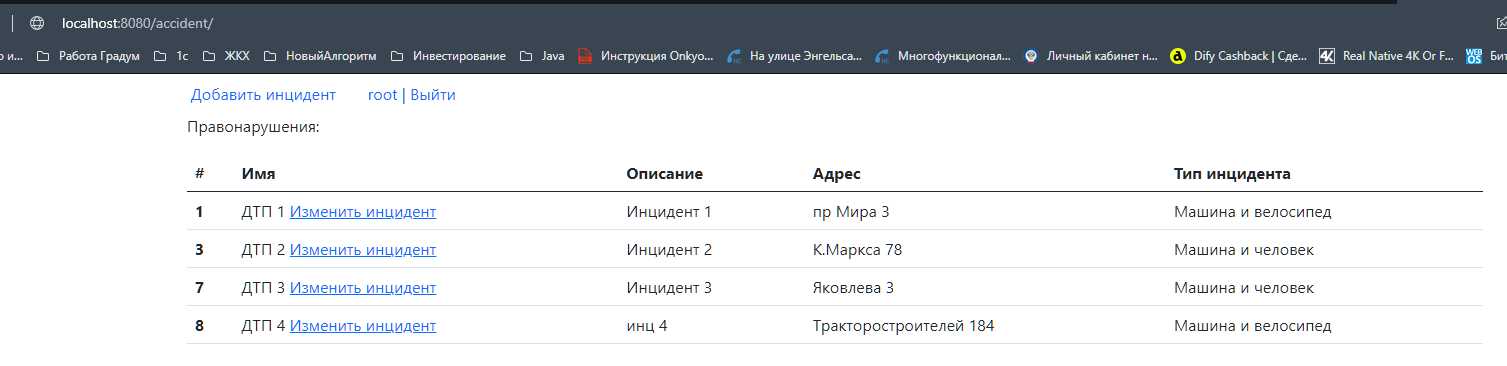 localhost:8080/accident/
о и... Работа Градум 1с ЖКХ НовыйАлгоритм Инвестирование Java Инструкция Onkyo... На улице Энгельса... Многофункционал... Личный кабинет н... Dify Cashback | Сде... 4K Real Native 4K Or F... WEB OS Бит
Добавить инцидент root | Выйти
Правонарушения:
# Имя Описание Адрес Тип инцидента
1 ДТП 1 Изменить инцидент Инцидент 1 пр Мира 3 Машина и велосипед
3 ДТП 2 Изменить инцидент Инцидент 2 К.Маркса 78 Машина и человек
7 ДТП 3 Изменить инцидент Инцидент 3 Яковлева 3 Машина и человек
8 ДТП 4 Изменить инцидент инц 4 Тракторостроителей 184 Машина и велосипед